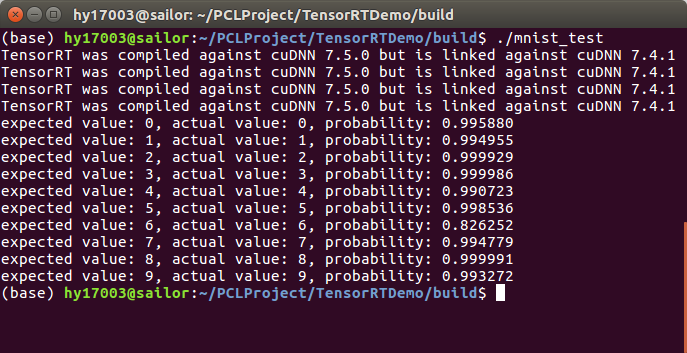 hy17003@sailor: ~/PCLProject/TensorRTDemo/build
(base) hy17003@sailor:~/PCLProject/TensorRTDemo/build$ ./mnist_test
TensorRT was compiled against cuDNN 7.5.0 but is linked against cuDNN 7.4.1
TensorRT was compiled against cuDNN 7.5.0 but is linked against cuDNN 7.4.1
TensorRT was compiled against cuDNN 7.5.0 but is linked against cuDNN 7.4.1
TensorRT was compiled against cuDNN 7.5.0 but is linked against cuDNN 7.4.1
expected value: 0, actual value: 0, probability: 0.995880
expected value: 1, actual value: 1, probability: 0.994955
expected value: 2, actual value: 2, probability: 0.999929
expected value: 3, actual value: 3, probability: 0.999986
expected value: 4, actual value: 4, probability: 0.990723
expected value: 5, actual value: 5, probability: 0.998536
expected value: 6, actual value: 6, probability: 0.826252
expected value: 7, actual value: 7, probability: 0.994779
expected value: 8, actual value: 8, probability: 0.999991
expected value: 9, actual value: 9, probability: 0.993272
(base) hy17003@sailor:~/PCLProject/TensorRTDemo/build$